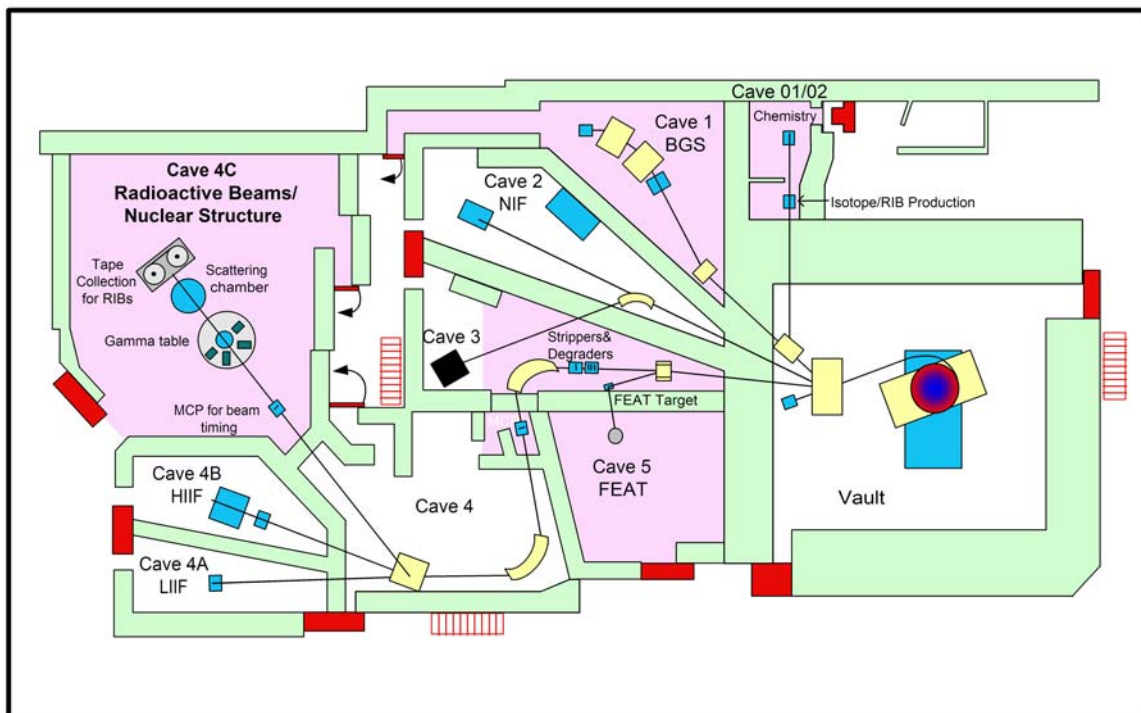 Cave 01/02
Chemistry
Isotope/RIB Production
Cave 1
BGS
Cave 2
NIF
Cave 4C
Radioactive Beams/
Nuclear Structure
Tape
Collection
for RIBs
Scattering
chamber
Gamma table
MCP for beam
timing
Cave 3
Strippers&
Degraders
FEAT Target
Cave 5
FEAT
Vault
Cave 4
Cave 4B
HIIF
Cave 4A
LIIF